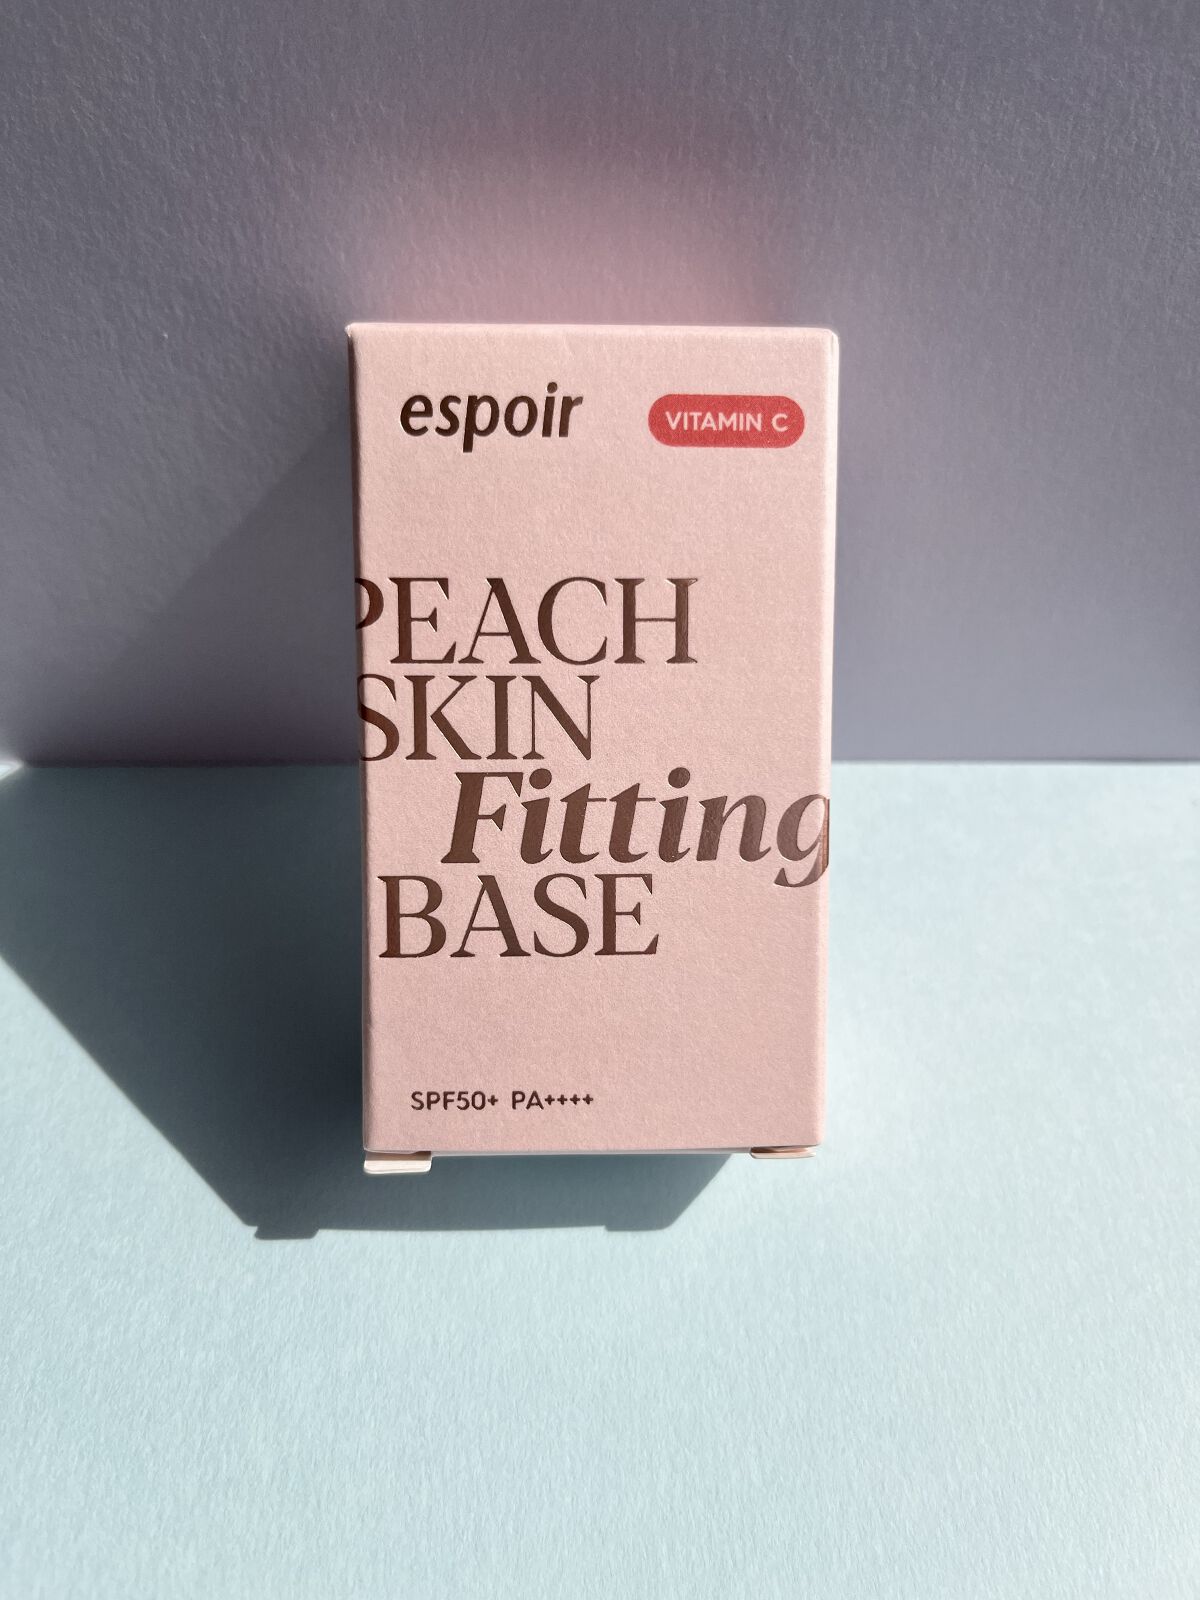 espoir
VITAMIN C
PEACH
SKIN
Fitting
BASE
SPF50+ PA++++